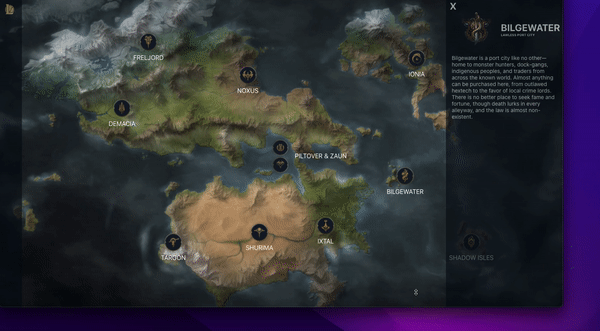 X
BILGEWATER
LAWLESS PORT CITY
Bilgewater is a port city like no other—
home to monster hunters, dock-gangs,
indigenous peoples, and traders from
across the known world. Almost anything
can be purchased here, from outlawed
hextech to the favor of local crime lords.
There is no better place to seek fame and
fortune, though death lurks in every
alleyway, and the law is almost non-
existent.
FRELJORD
IONIA
NOXUS
DEMACIA
PILTOVER & ZAUN
BILGEWATER
IXTAL
SHURIMA
TARGON
SHADOW ISLES